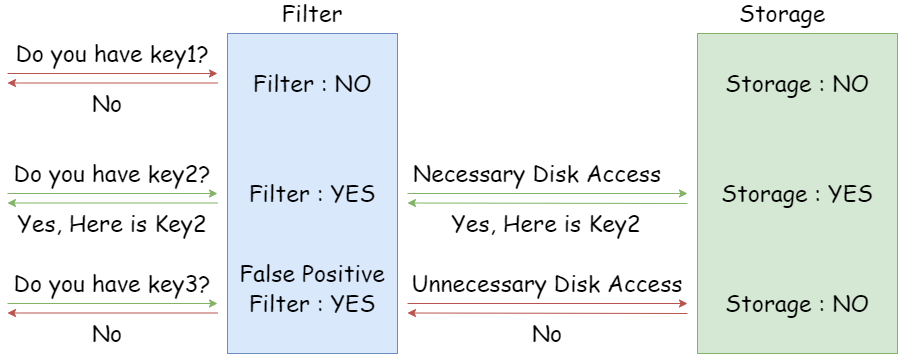 Filter
Storage
Do you have key1?
No
Filter : NO
Storage : NO
Do you have key2?
Yes, Here is Key2
Filter : YES
Necessary Disk Access
Yes, Here is Key2
Storage : YES
Do you have key3?
No
False Positive
Filter : YES
Unnecessary Disk Access
No
Storage : NO